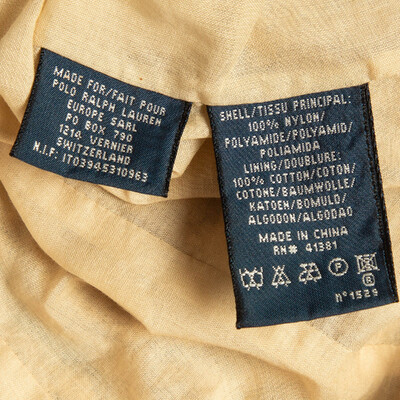 MADE FOR/FAIT POUR
POLO RALPH LAUREN
EUROPE SARL
PO BOX 790
1214 VERNIER
SWITZERLAND
N.I.F: IT03945310963
SHELL/TISSU PRINCIPAL:
100% NYLON/
POLYAMIDE/POLYAMID/
POLIAMIDA
LINING/DOUBLURE:
100% COTTON/COTON/
COTONE/BAUMWOLLE/
KATOEN/BOMULD/
ALGODON/ALGODAO
MADE IN CHINA
RN# 41381
P
n°1529